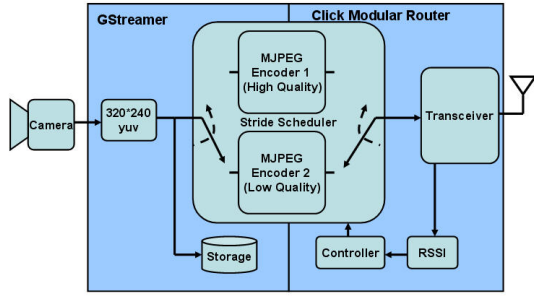 GStreamer
Click Modular Router
MJPEG
Encoder 1
(High Quality)
Camera
320*240
yuv
Stride Scheduler
Transceiver
MJPEG
Encoder 2
(Low Quality)
Storage
Controller
RSSI